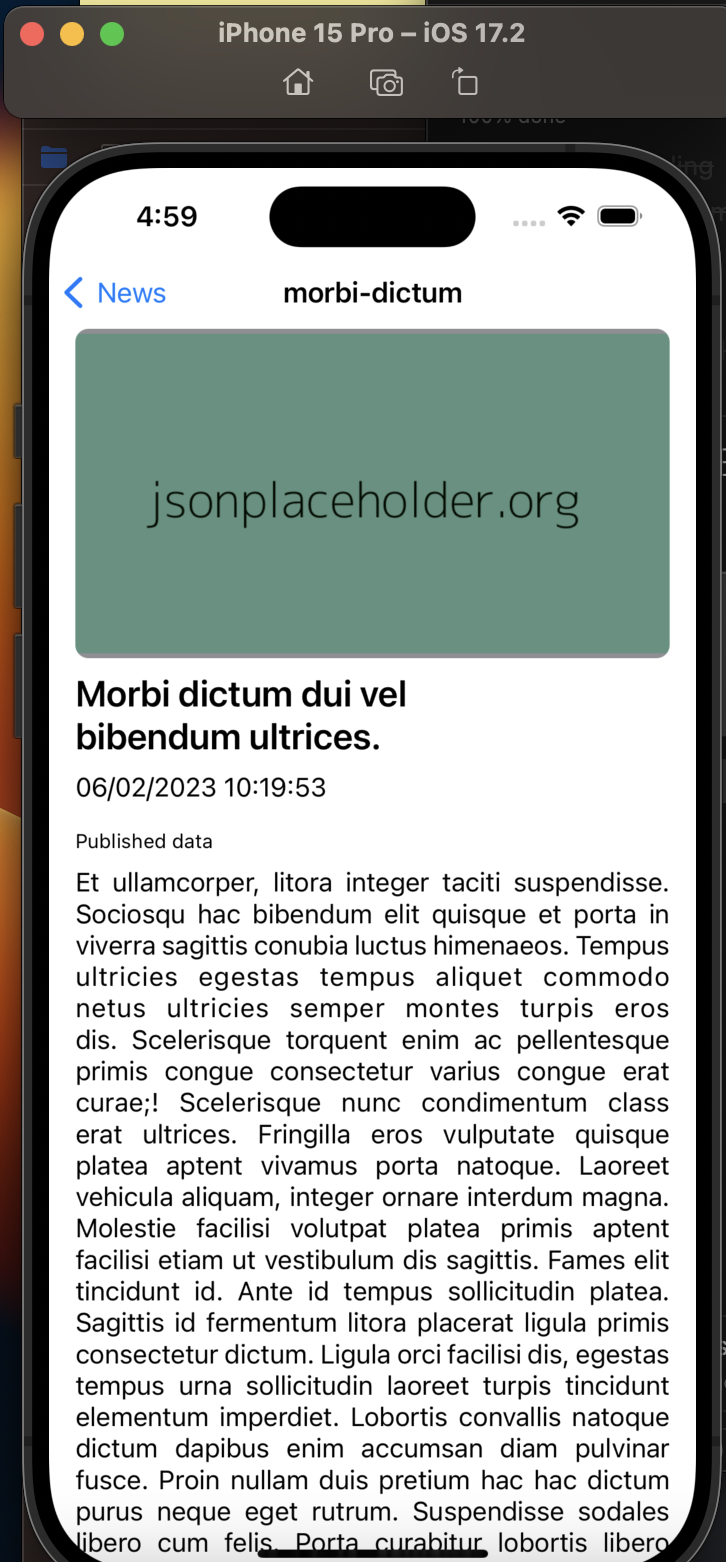 iPhone 15 Pro – iOS 17.2
100% done
ling
4:59
News
morbi-dictum
jsonplaceholder.org
Morbi dictum dui vel
bibendum ultrices.
06/02/2023 10:19:53
Published data
Et ullamcorper, litora integer taciti suspendisse.
Sociosqu hac bibendum elit quisque et porta in
viverra sagittis conubia luctus himenaeos. Tempus
ultricies egestas tempus aliquet commodo
netus ultricies semper montes turpis eros
dis. Scelerisque torquent enim ac pellentesque
primis congue consectetur varius congue erat
curae;! Scelerisque nunc condimentum class
erat ultrices. Fringilla eros vulputate quisque
platea aptent vivamus porta natoque. Laoreet
vehicula aliquam, integer ornare interdum magna.
Molestie facilisi volutpat platea primis aptent
facilisi etiam ut vestibulum dis sagittis. Fames elit
tincidunt id. Ante id tempus sollicitudin platea.
Sagittis id fermentum litora placerat ligula primis
consectetur dictum. Ligula orci facilisi dis, egestas
tempus urna sollicitudin laoreet turpis tincidunt
elementum imperdiet. Lobortis convallis natoque
dictum dapibus enim accumsan diam pulvinar
fusce. Proin nullam duis pretium hac hac dictum
purus neque eget rutrum. Suspendisse sodales
libero cum felis. Porta curabitur lobortis libero